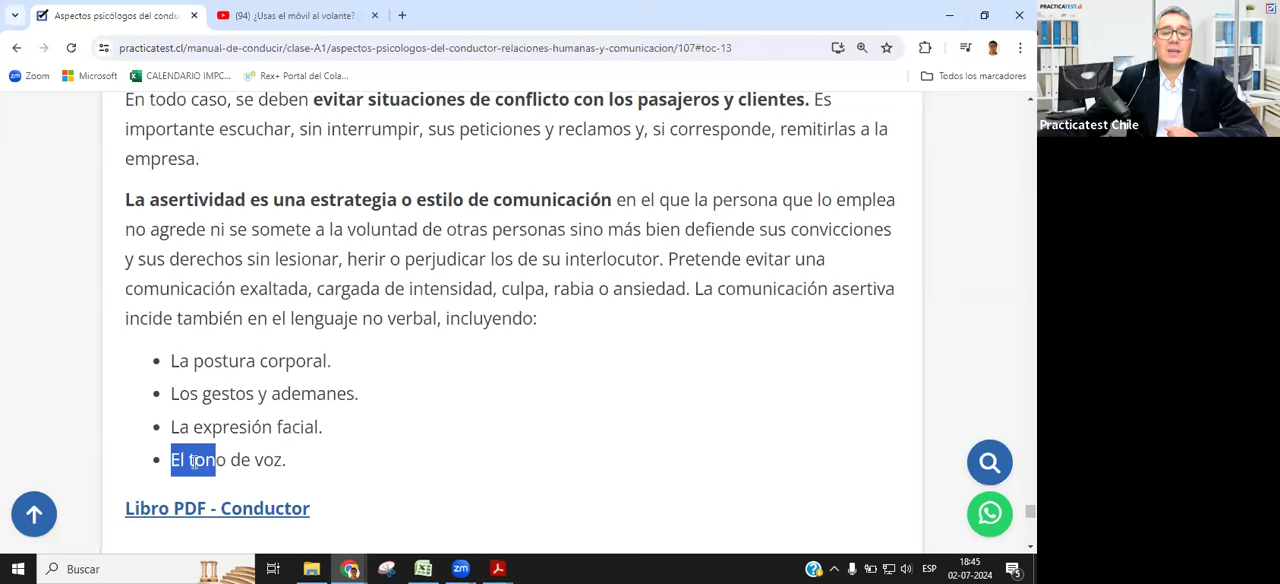 Aspectos psicólogos del condu
(94) ¿Usas el móvil al volante?
practicatest.cl/manual-de-conducir/clase-A1/aspectos-psicologos-del-conductor-relaciones-humanas-y-comunicacion/107#toc-13
Zoom
Microsoft
CALENDARIO IMPC...
Rex+ Portal del Cola...
Todos los marcadores
En todo caso, se deben evitar situaciones de conflicto con los pasajeros y clientes. Es
importante escuchar, sin interrumpir, sus peticiones y reclamos y, si corresponde, remitirlas a la
empresa.
La asertividad es una estrategia o estilo de comunicación en el que la persona que lo emplea
no agrede ni se somete a la voluntad de otras personas sino más bien defiende sus convicciones
y sus derechos sin lesionar, herir o perjudicar los de su interlocutor. Pretende evitar una
comunicación exaltada, cargada de intensidad, culpa, rabia o ansiedad. La comunicación asertiva
incide también en el lenguaje no verbal, incluyendo:
• La postura corporal.
• Los gestos y ademanes.
• La expresión facial.
• El tono de voz.
Libro PDF - Conductor
PRACTICATEST.cl
Practicatest Chile
Buscar
ESP
18:45
02-07-2024
5